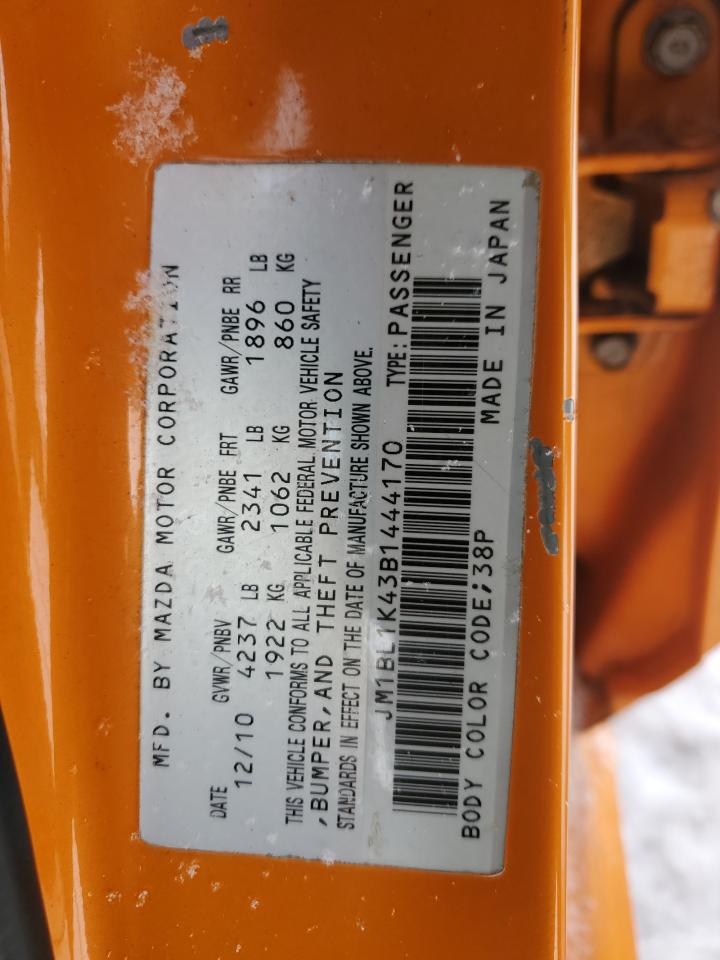 MFD. BY MAZDA MOTOR CORPORATION
DATE GVWR/PNBV GAWR/PNBE FRT GAWR/PNBE RR
12/10 4237 LB 2341 LB 1896 LB
1922 KG 1062 KG 860 KG
THIS VEHICLE CONFORMS TO ALL APPLICABLE FEDERAL MOTOR VEHICLE SAFETY
,BUMPER,AND THEFT PREVENTION
STANDARDS IN EFFECT ON THE DATE OF MANUFACTURE SHOWN ABOVE.
JM1BL1K43B1444170 TYPE:PASSENGER
BODY COLOR CODE;38P MADE IN JAPAN